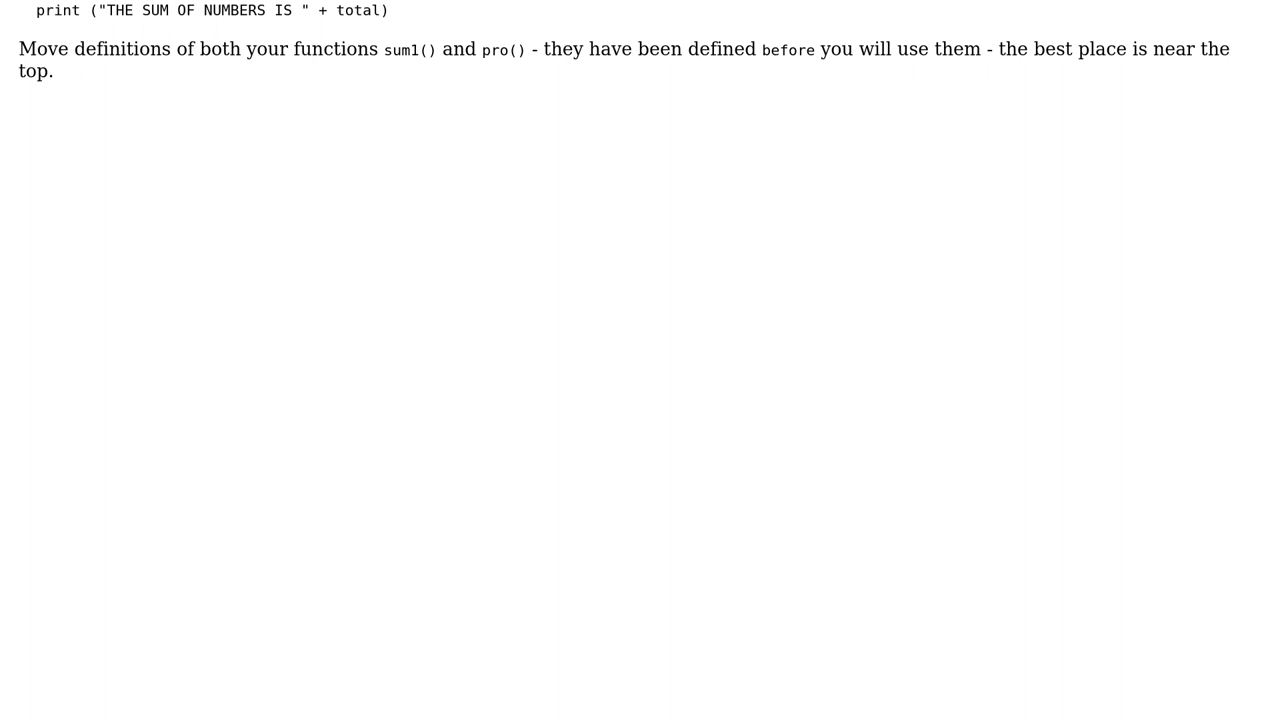 print ("THE SUM OF NUMBERS IS " + total)
Move definitions of both your functions sum1() and pro() - they have been defined before you will use them - the best place is near the
top.